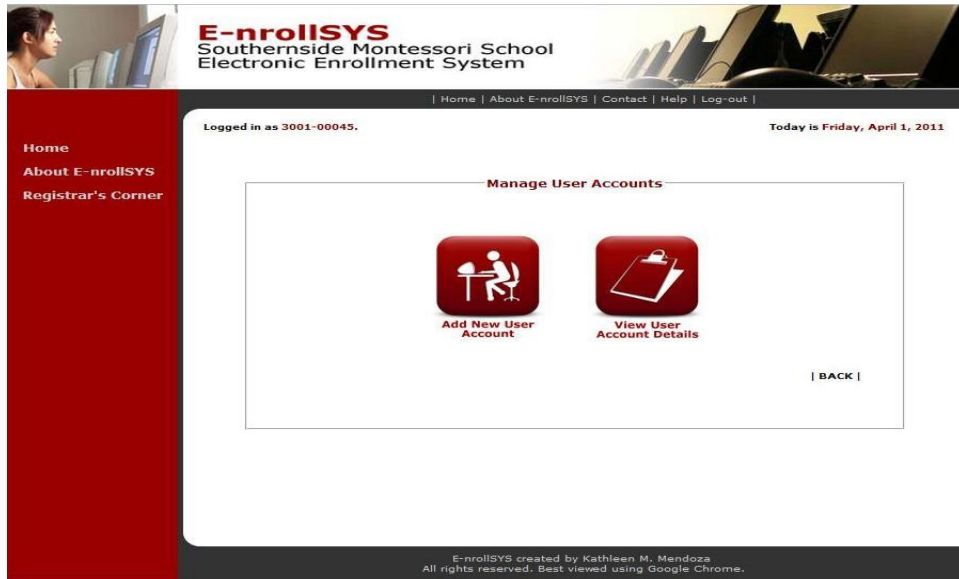 E-nrollSYS
Southernside Montessori School
Electronic Enrollment System
| Home | About E-nrollSYS | Contact | Help | Log-out |
Logged in as 3001-00045.
Today is Friday, April 1, 2011
Home
About E-nrollSYS
Registrar's Corner
Manage User Accounts
Add New User
Account
View User
Account Details
| BACK |
E-nrollSYS created by Kathleen M. Mendoza
All rights reserved. Best viewed using Google Chrome.